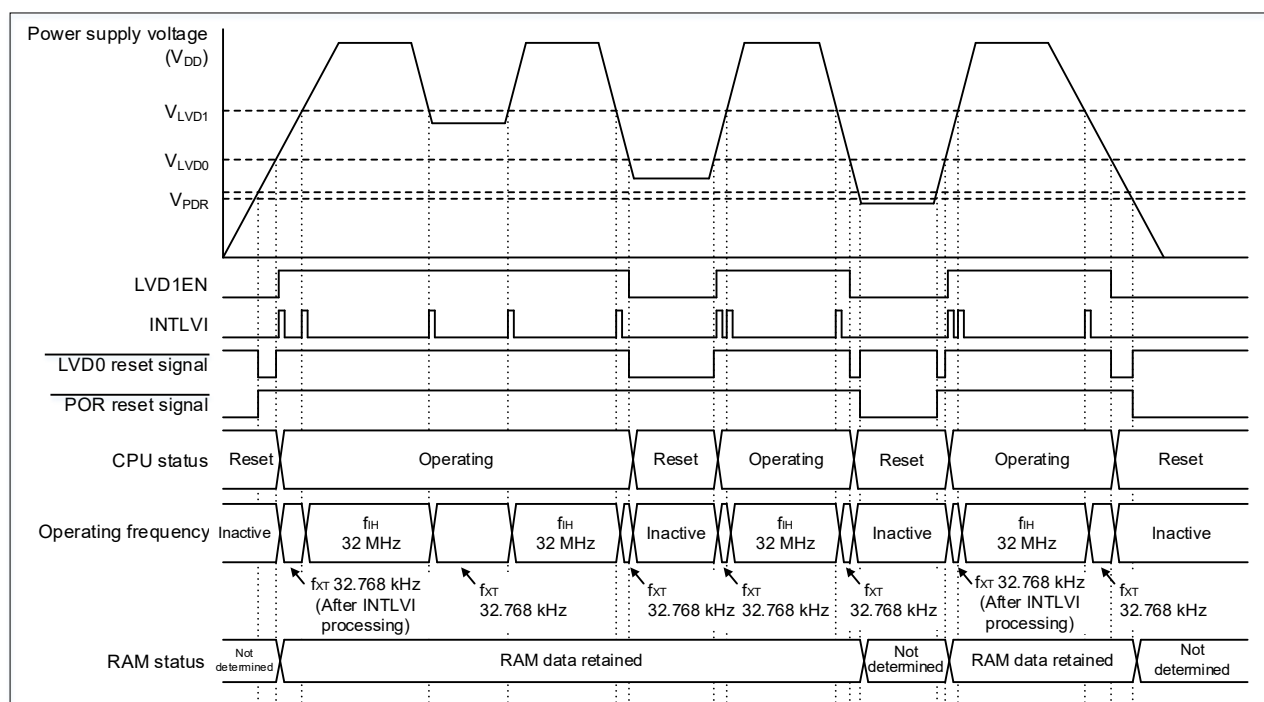 Power supply voltage
(VDD)
VLVD1
VLVD0
VPDR
LVD1EN
INTLVI
LVD0 reset signal
POR reset signal
CPU status
Reset
Operating
Reset
Operating
Reset
Operating
Reset
Operating frequency
Inactive
fIH
32 MHz
fIH
32 MHz
Inactive
fIH
32 MHz
Inactive
fIH
32 MHz
Inactive
fXT 32.768 kHz
(After INTLVI
processing)
fXT
32.768 kHz
fXT
32.768 kHz
fXT
32.768 kHz
fXT
32.768 kHz
fXT 32.768 kHz
(After INTLVI
processing)
fXT
32.768 kHz
RAM status
Not
determined
RAM data retained
Not
determined
RAM data retained
Not
determined